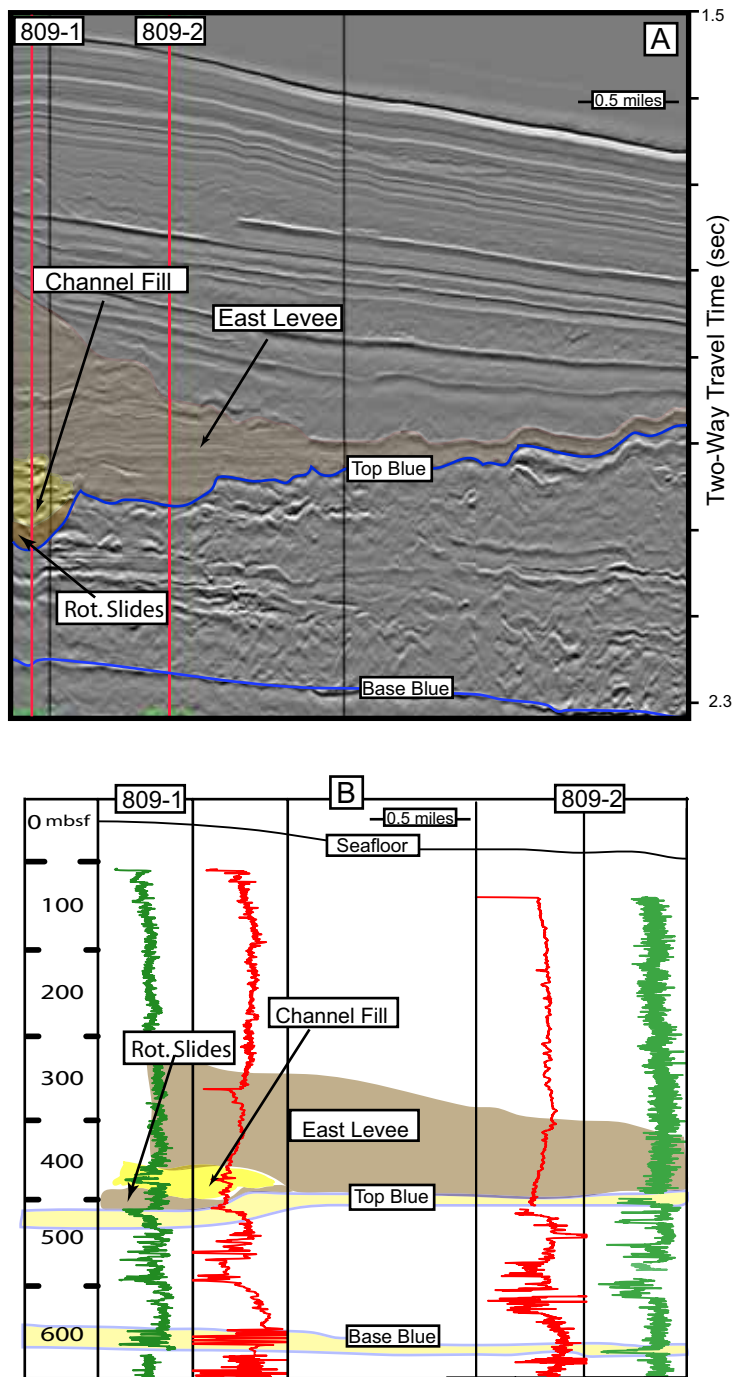 809-1
809-2
A
1.5
0.5 miles
Channel Fill
East Levee
Two-Way Travel Time (sec)
Top Blue
Rot. Slides
Base Blue
2.3
809-1
B
809-2
0 mbsf
0.5 miles
Seafloor
100
200
Channel Fill
Rot. Slides
300
East Levee
400
Top Blue
500
600
Base Blue